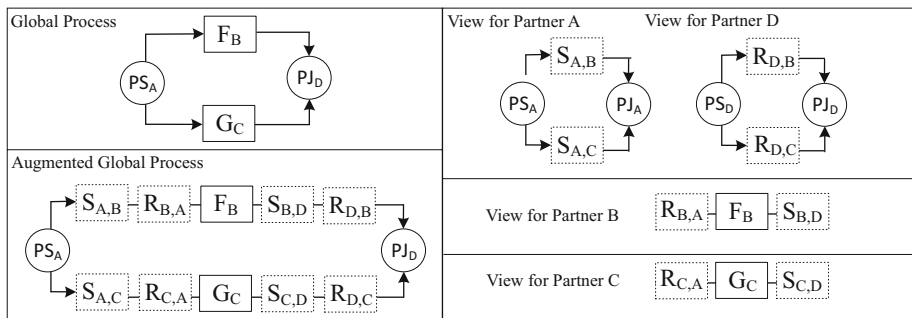 Global Process
F_B
PS_A
PJ_D
G_C
Augmented Global Process
S_A,B R_B,A F_B S_B,D R_D,B
PS_A
PJ_D
S_A,C R_C,A G_C S_C,D R_D,C
View for Partner A
S_A,B
PS_A
PJ_A
S_A,C
View for Partner D
R_D,B
PS_D
PJ_D
R_D,C
View for Partner B
R_B,A F_B S_B,D
View for Partner C
R_C,A G_C S_C,D